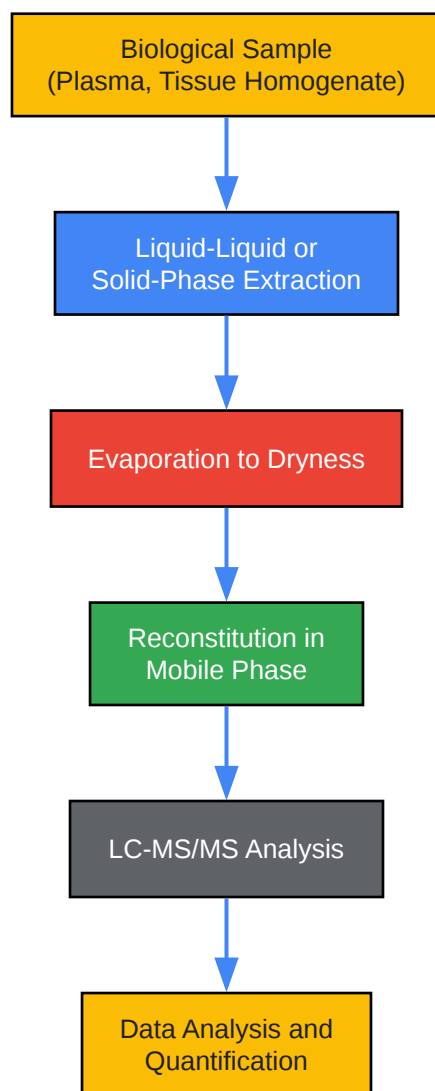 Biological Sample
(Plasma, Tissue Homogenate)
Liquid-Liquid or
Solid-Phase Extraction
Evaporation to Dryness
Reconstitution in
Mobile Phase
LC-MS/MS Analysis
Data Analysis and
Quantification